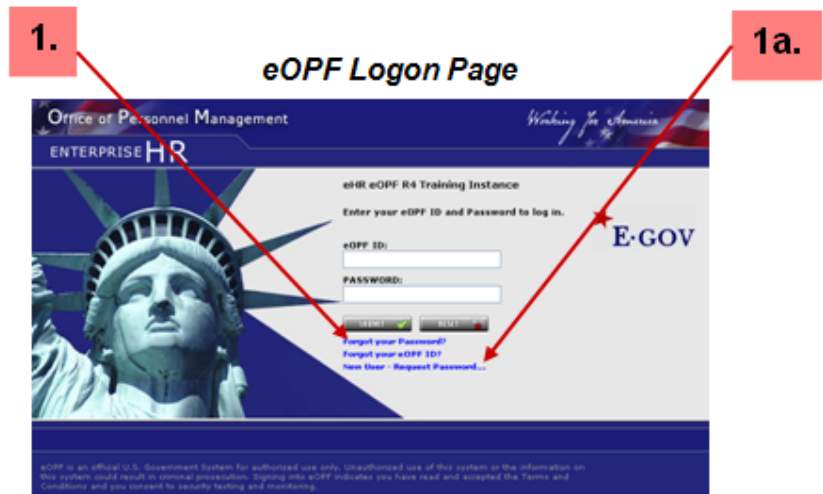 1.
1a.
eOPF Logon Page
Office of Personnel Management
Working for America
ENTERPRISE HR
eHR eOPF R4 Training Instance
Enter your eOPF ID and Password to log in.
E-GOV
eOPF ID:
PASSWORD:
SUBMIT RESET
Forgot your Password?
Forgot your eOPF ID?
New User - Request Password...
eOPF is an official U.S. Government System for authorized use only. Unauthorized use of this system or the information on
this system could result in criminal prosecution. Signing into eOPF indicates you have read and accepted the Terms and
Conditions and you consent to security testing and monitoring.